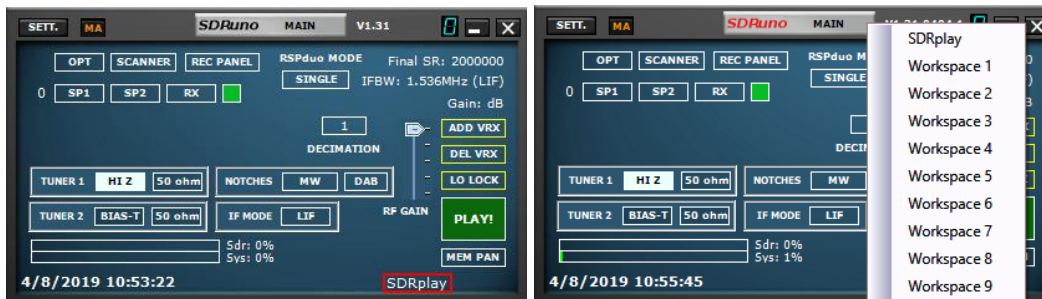 SETT. MA SDRuno MAIN V1.31 0
OPT SCANNER REC PANEL RSPduo MODE Final SR: 2000000
SINGLE IFBW: 1.536MHz (LIF)
0 SP1 SP2 RX
Gain: dB
1 ADD VRX
DECIMATION DEL VRX
TUNER 1 HI Z 50 ohm NOTCHES MW DAB LO LOCK
TUNER 2 BIAS-T 50 ohm IF MODE LIF RF GAIN PLAY!
Sdr: 0%
Sys: 0% MEM PAN
4/8/2019 10:53:22 SDRplay
SETT. MA SDRuno MAIN
OPT SCANNER REC PANEL RSPduo M
SINGLE
0 SP1 SP2 RX
DECIM
TUNER 1 HI Z 50 ohm NOTCHES MW
TUNER 2 BIAS-T 50 ohm IF MODE LIF
Sdr: 0%
Sys: 1%
4/8/2019 10:55:45
SDRplay
Workspace 1
Workspace 2
Workspace 3
Workspace 4
Workspace 5
Workspace 6
Workspace 7
Workspace 8
Workspace 9